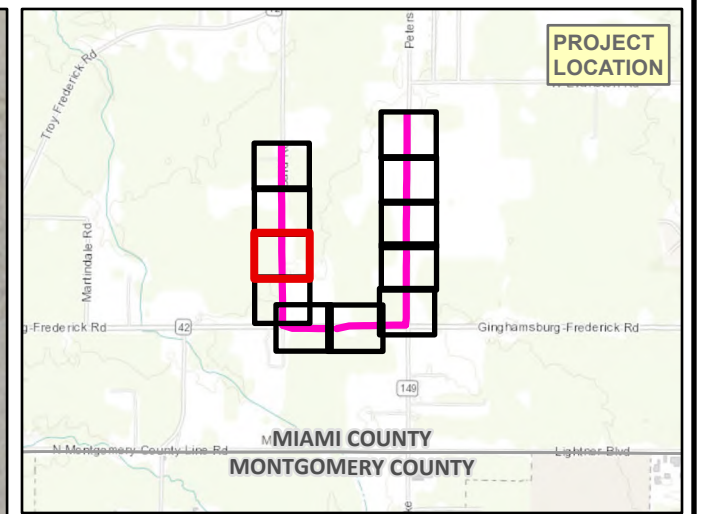 PROJECT
LOCATION
Troy Frederick Rd
Peters
Martindale Rd
g-Frederick Rd
42
Ginghamsburg-Frederick Rd
149
MIAMI COUNTY
N Montgomery County Line Rd
Lightner Blvd
MONTGOMERY COUNTY